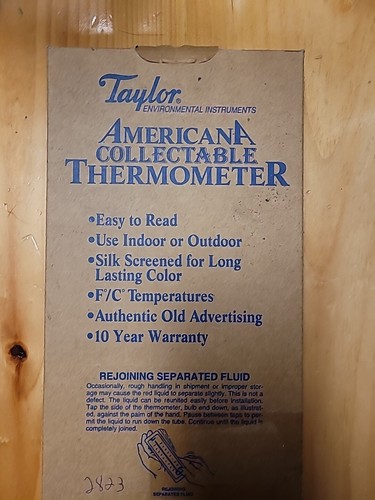 Taylor®
ENVIRONMENTAL INSTRUMENTS
AMERICANA
COLLECTABLE
THERMOMETER
•Easy to Read
•Use Indoor or Outdoor
•Silk Screened for Long
Lasting Color
•F°/C° Temperatures
•Authentic Old Advertising
•10 Year Warranty
REJOINING SEPARATED FLUID
Occasionally, rough handling in shipment or improper stor-
age may cause the red liquid to separate slightly. This is not a
defect. The liquid can be reunited easily before installation.
Tap the side of the thermometer, bulb end down, as illustrat-
ed, against the palm of the hand. Pause between taps to per-
mit the liquid to run down the tube. Continue until the liquid is
completely joined.
REJOINING
SEPARATED FLUID
2823